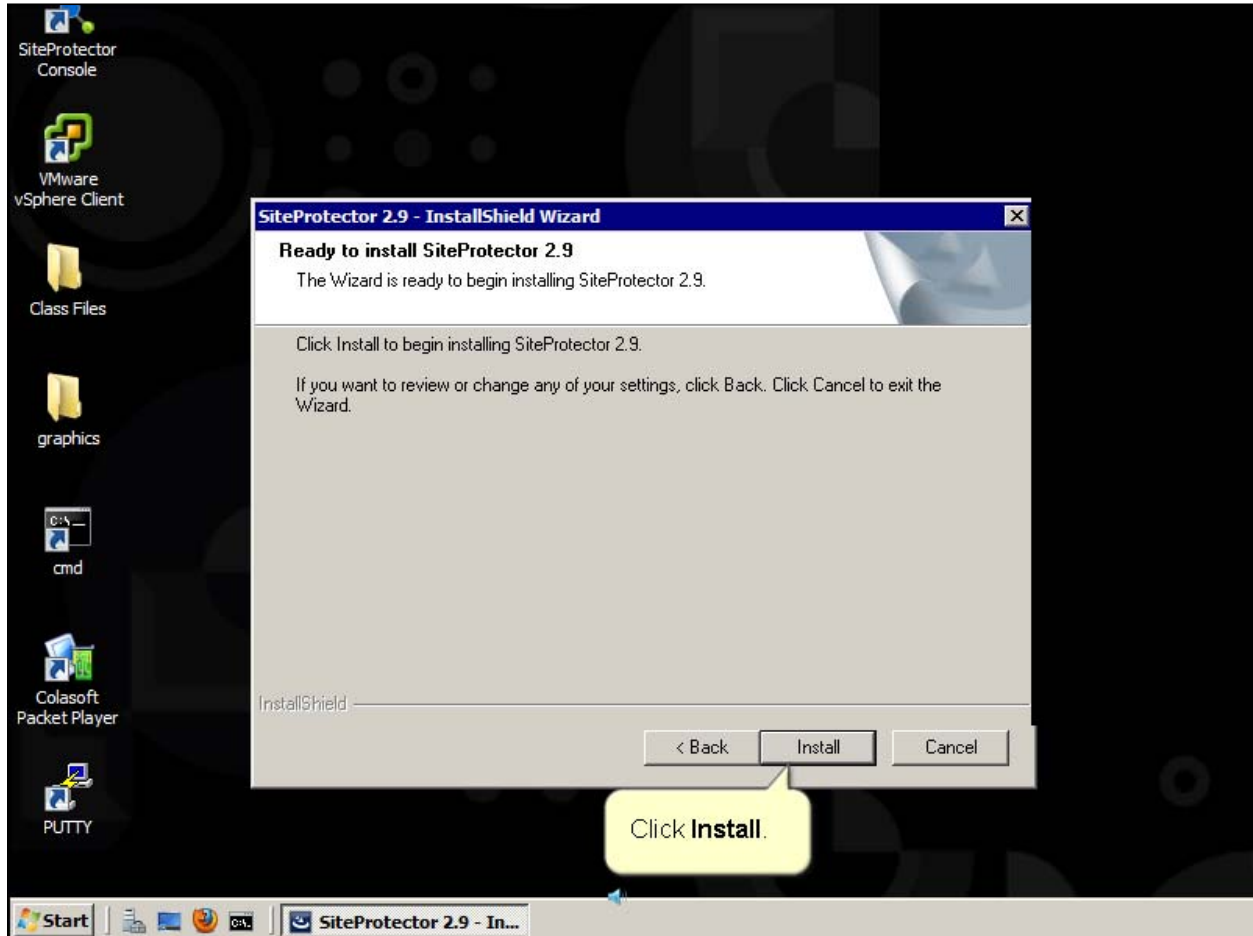 SiteProtector
Console
VMware
vSphere Client
Class Files
graphics
C:\
cmd
Colasoft
Packet Player
PUTTY
SiteProtector 2.9 - InstallShield Wizard
Ready to install SiteProtector 2.9
The Wizard is ready to begin installing SiteProtector 2.9.
Click Install to begin installing SiteProtector 2.9.
If you want to review or change any of your settings, click Back. Click Cancel to exit the
Wizard.
InstallShield
< Back Install Cancel
Click Install.
Start SiteProtector 2.9 - In...